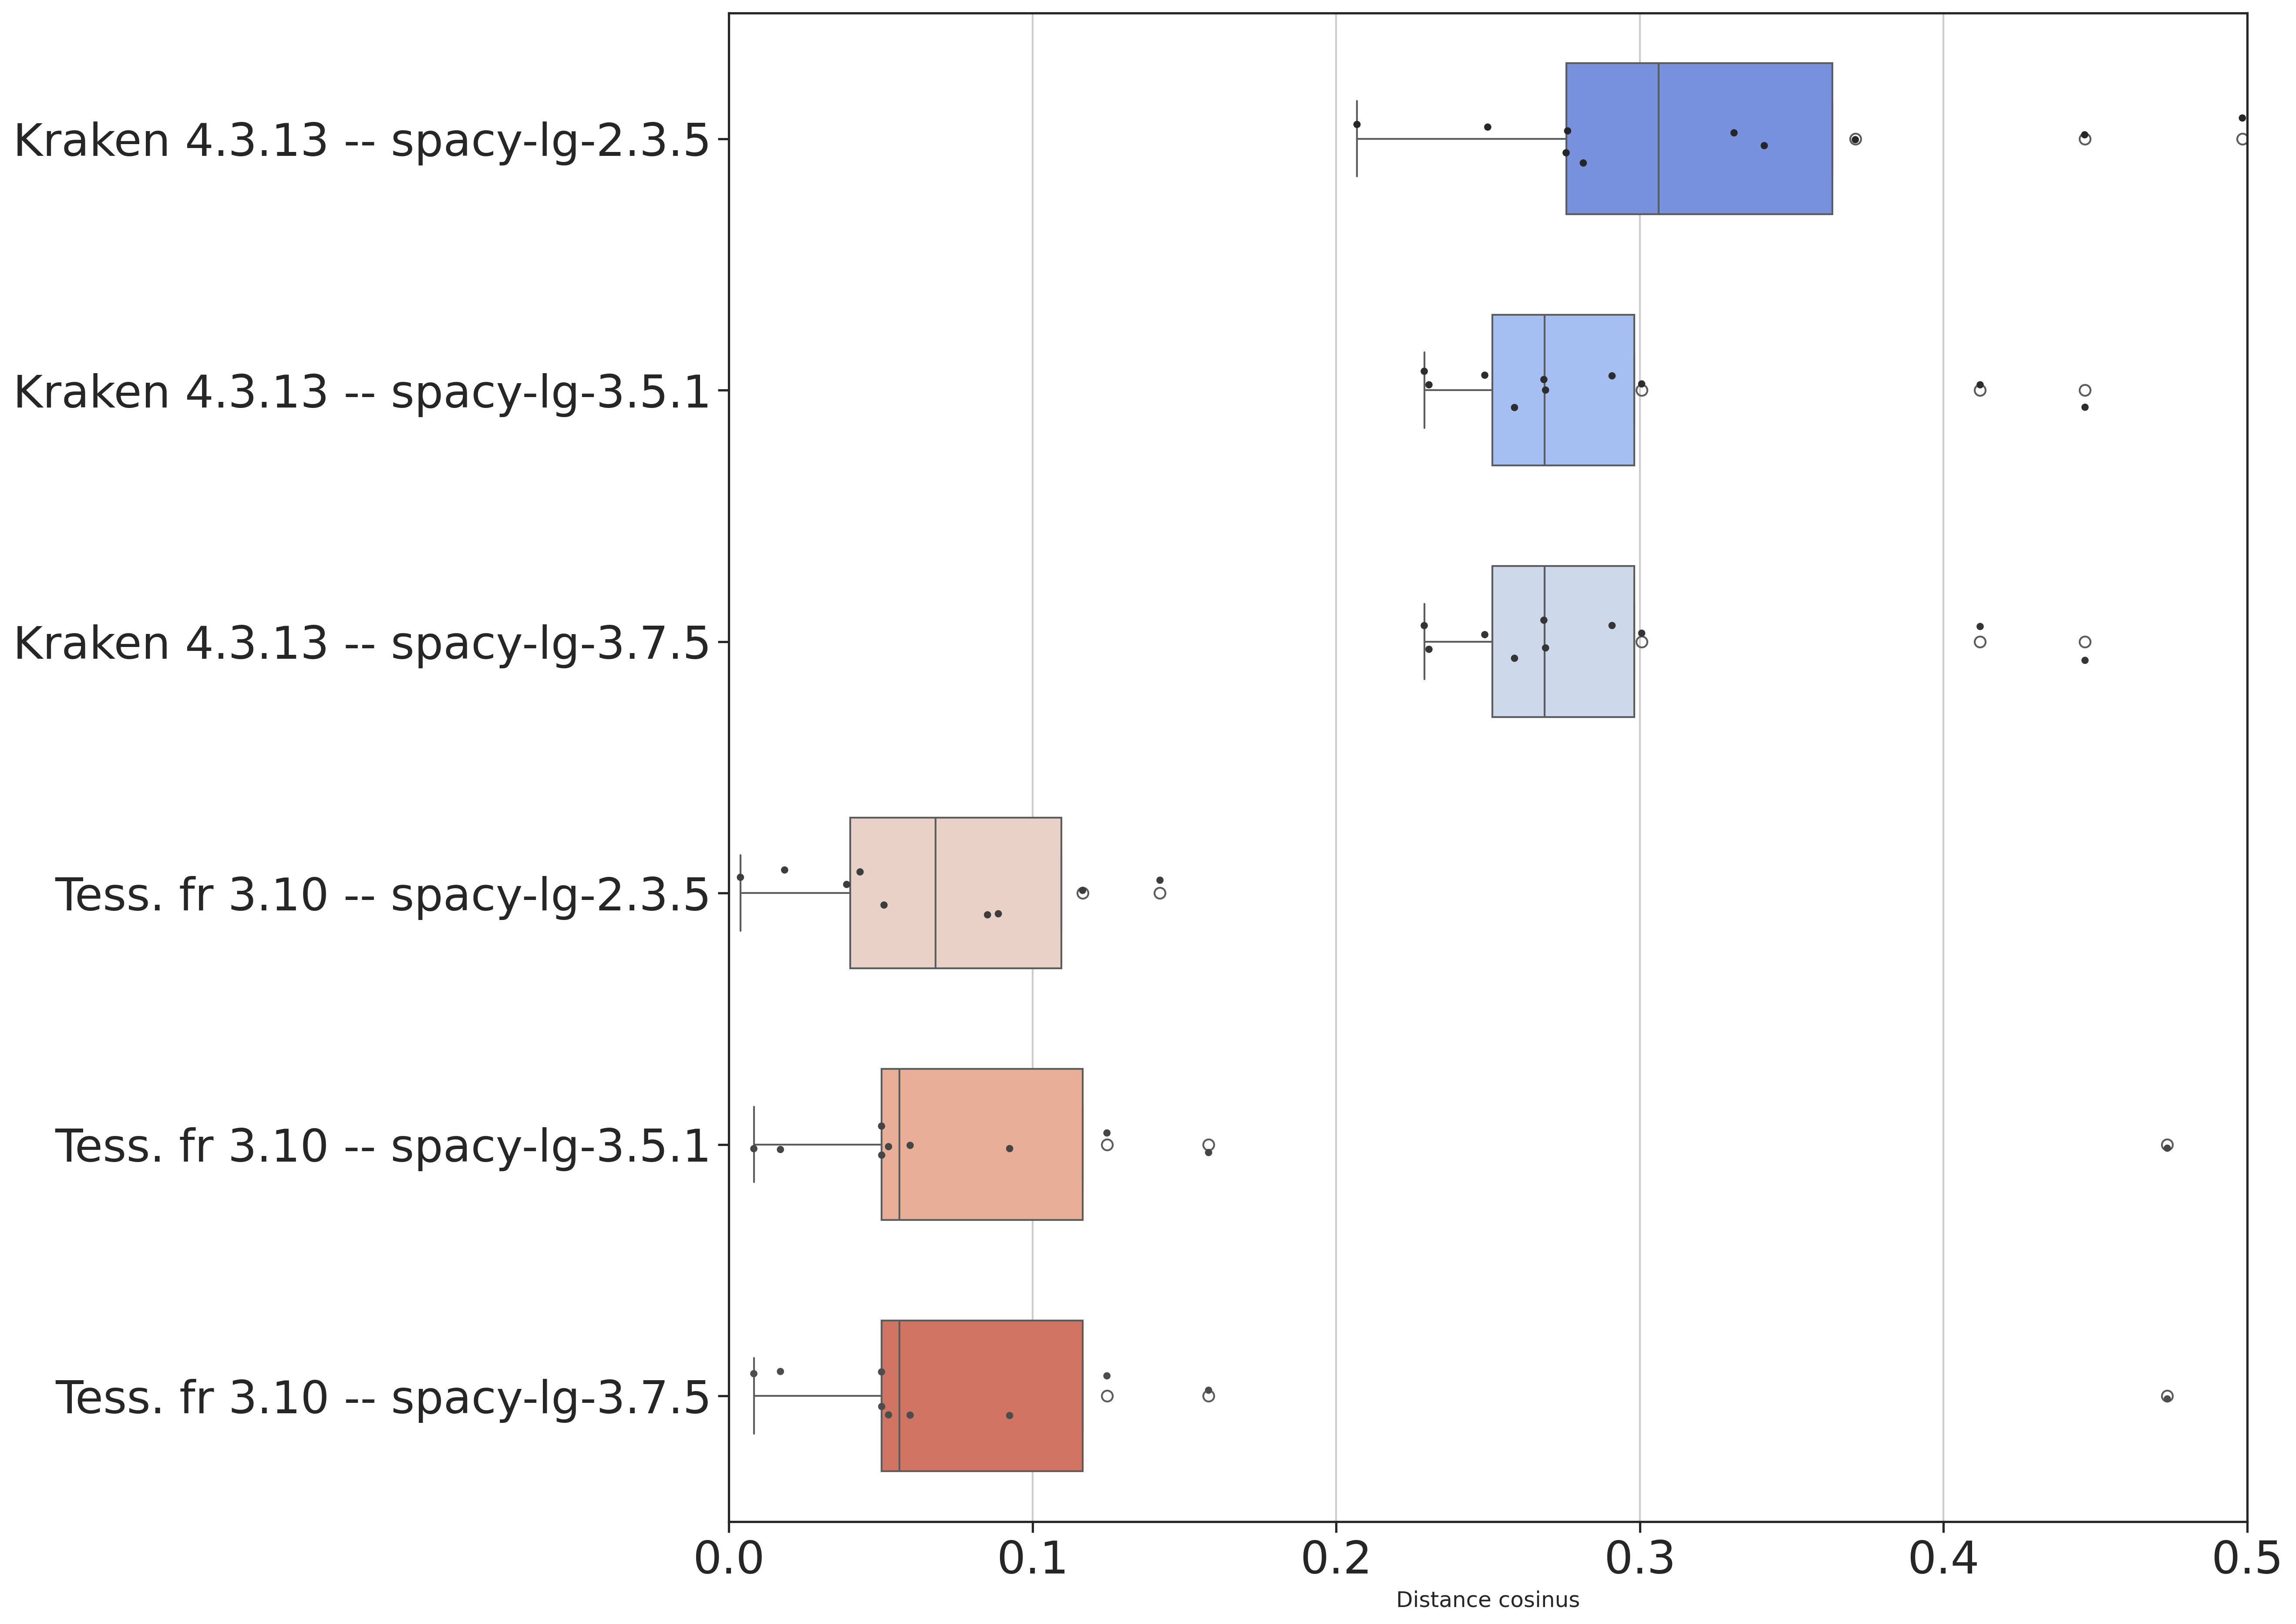 Kraken 4.3.13 -- spacy-lg-2.3.5
Kraken 4.3.13 -- spacy-lg-3.5.1
Kraken 4.3.13 -- spacy-lg-3.7.5
Tess. fr 3.10 -- spacy-lg-2.3.5
Tess. fr 3.10 -- spacy-lg-3.5.1
Tess. fr 3.10 -- spacy-lg-3.7.5
0.0 0.1 0.2 0.3 0.4 0.5
Distance cosinus